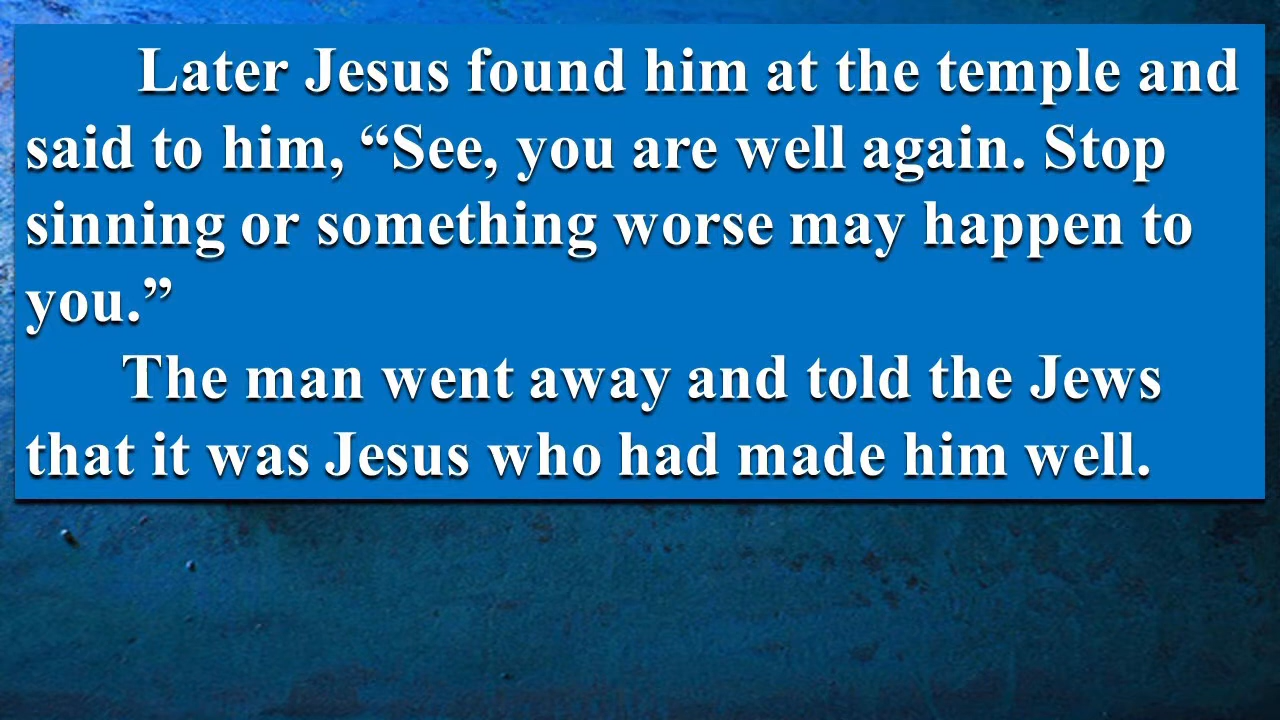 Later Jesus found him at the temple and
said to him, “See, you are well again. Stop
sinning or something worse may happen to
you.”
The man went away and told the Jews
that it was Jesus who had made him well.